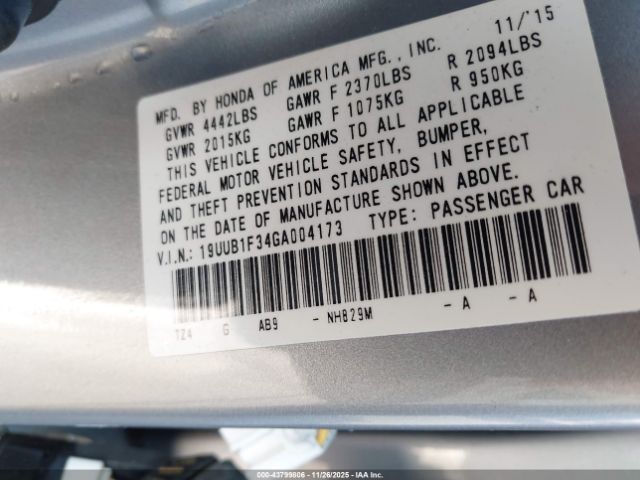 MFD. BY HONDA OF AMERICA MFG., INC. 11/'15
GVWR 4442LBS GAWR F 2370LBS R 2094LBS
GVWR 2015KG GAWR F 1075KG R 950KG
THIS VEHICLE CONFORMS TO ALL APPLICABLE
FEDERAL MOTOR VEHICLE SAFETY, BUMPER,
AND THEFT PREVENTION STANDARDS IN EFFECT
ON THE DATE OF MANUFACTURE SHOWN ABOVE.
V.I.N.: 19UUB1F34GA004173 TYPE: PASSENGER CAR
TZ4 G AB9 - NH829M - A - A
000-43799806 - 11/26/2025 - IAA Inc.